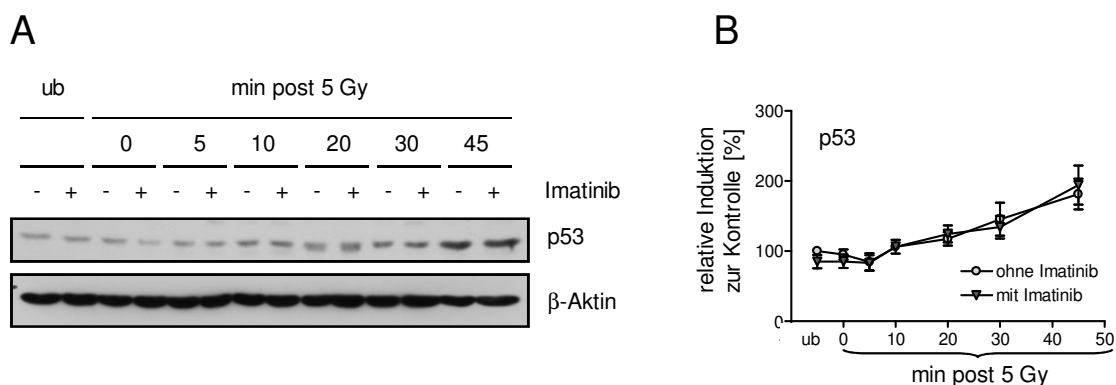 A
ub min post 5 Gy
0 5 10 20 30 45
- + - + - + - + - + - + - + Imatinib
p53
β-Aktin
B
relative Induktion
zur Kontrolle [%]
300
200
100
0
p53
ohne Imatinib
mit Imatinib
ub 0 10 20 30 40 50
min post 5 Gy